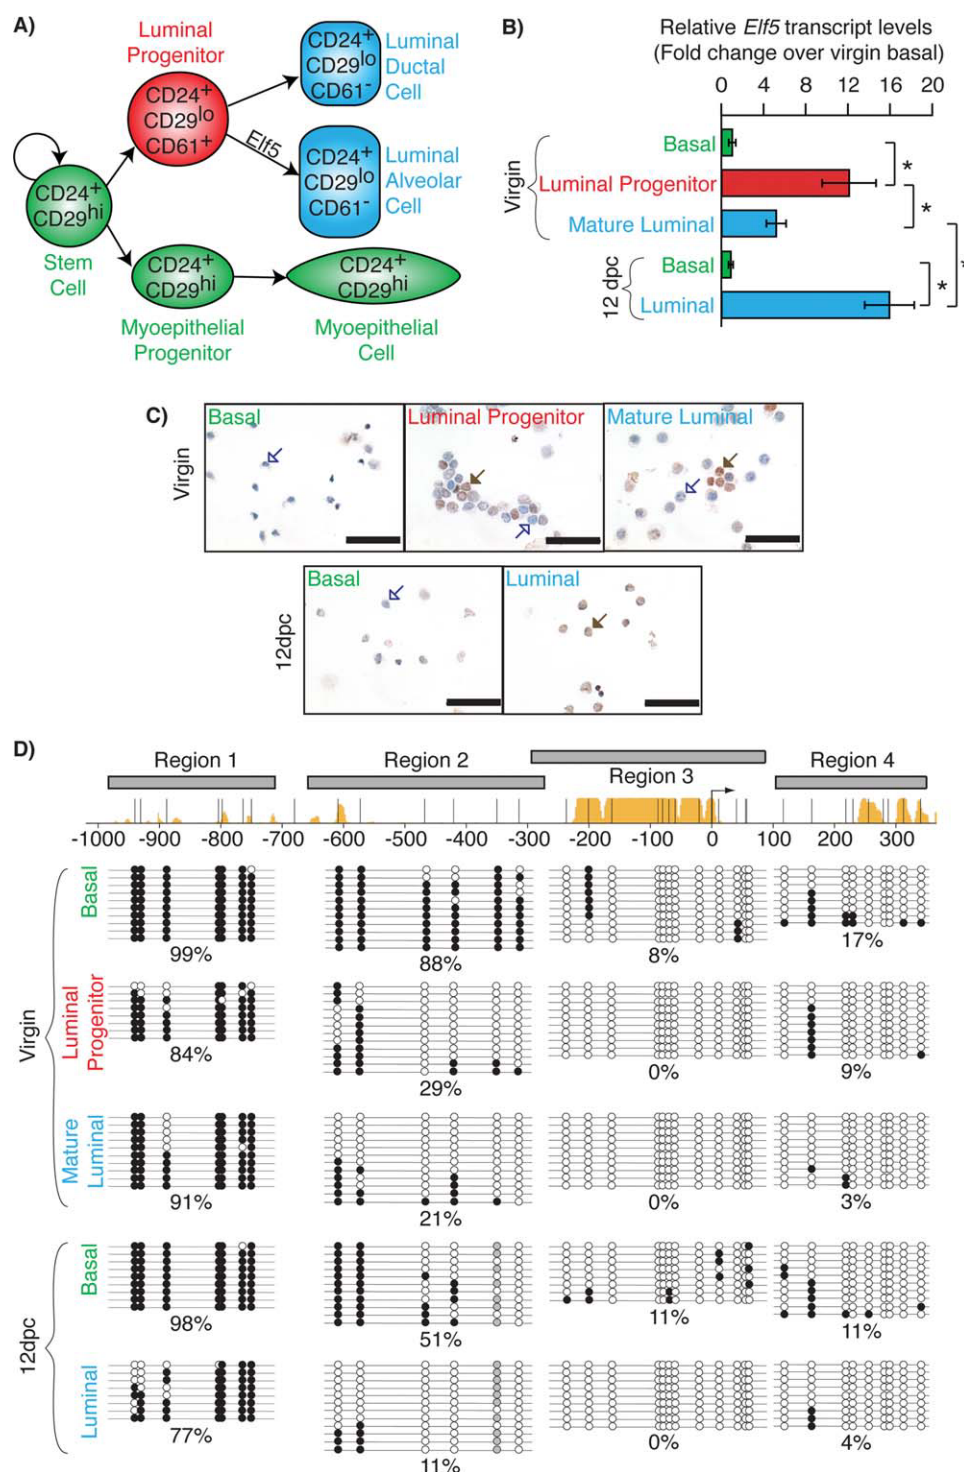 A)
Luminal
Progenitor
CD24+
CD29lo
CD61+
CD24+
CD29lo
CD61-
Luminal
Ductal
Cell
Elf5
CD24+
CD29lo
CD61-
Luminal
Alveolar
Cell
CD24+
CD29hi
Stem
Cell
CD24+
CD29hi
Myoepithelial
Progenitor
CD24+
CD29hi
Myoepithelial
Cell
B)
Relative Elf5 transcript levels
(Fold change over virgin basal)
0 4 8 12 16 20
Virgin
Basal
Luminal Progenitor
Mature Luminal
12 dpc
Basal
Luminal
*
*
*
*
C)
Virgin
Basal
Luminal Progenitor
Mature Luminal
12dpc
Basal
Luminal
D)
Region 1
Region 2
Region 3
Region 4
-1000 -900 -800 -700 -600 -500 -400 -300 -200 -100 0 100 200 300
Virgin
Basal
99%
88%
8%
17%
Luminal
Progenitor
84%
29%
0%
9%
Mature
Luminal
91%
21%
0%
3%
12dpc
Basal
98%
51%
11%
11%
Luminal
77%
11%
0%
4%